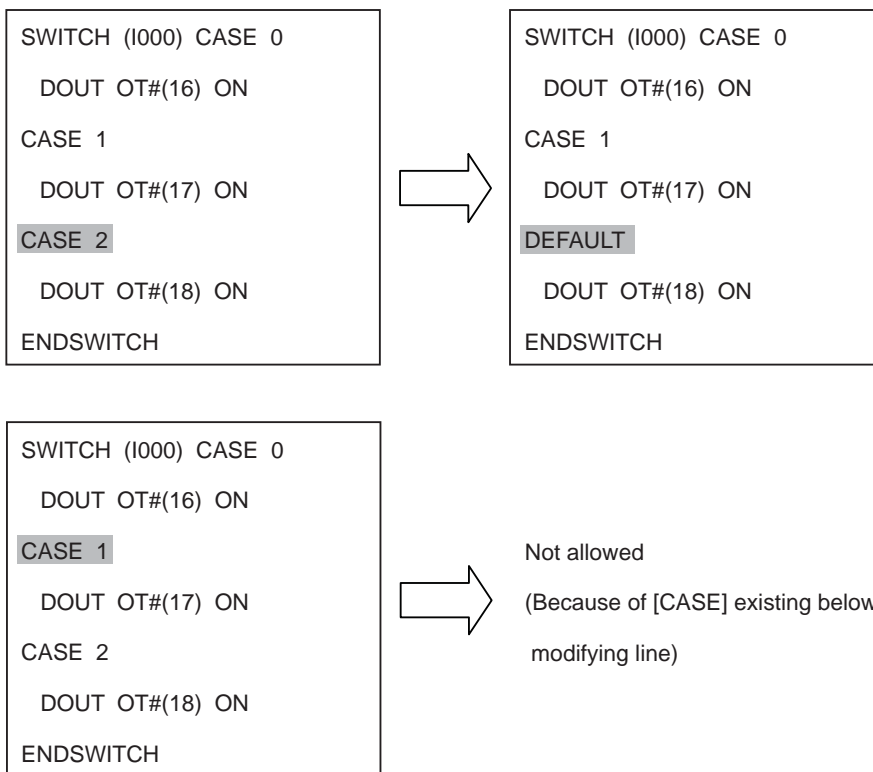 SWITCH (I000) CASE 0
DOUT OT#(16) ON
CASE 1
DOUT OT#(17) ON
CASE 2
DOUT OT#(18) ON
ENDSWITCH
SWITCH (I000) CASE 0
DOUT OT#(16) ON
CASE 1
DOUT OT#(17) ON
DEFAULT
DOUT OT#(18) ON
ENDSWITCH
SWITCH (I000) CASE 0
DOUT OT#(16) ON
CASE 1
DOUT OT#(17) ON
CASE 2
DOUT OT#(18) ON
ENDSWITCH
Not allowed
(Because of [CASE] existing below
modifying line)